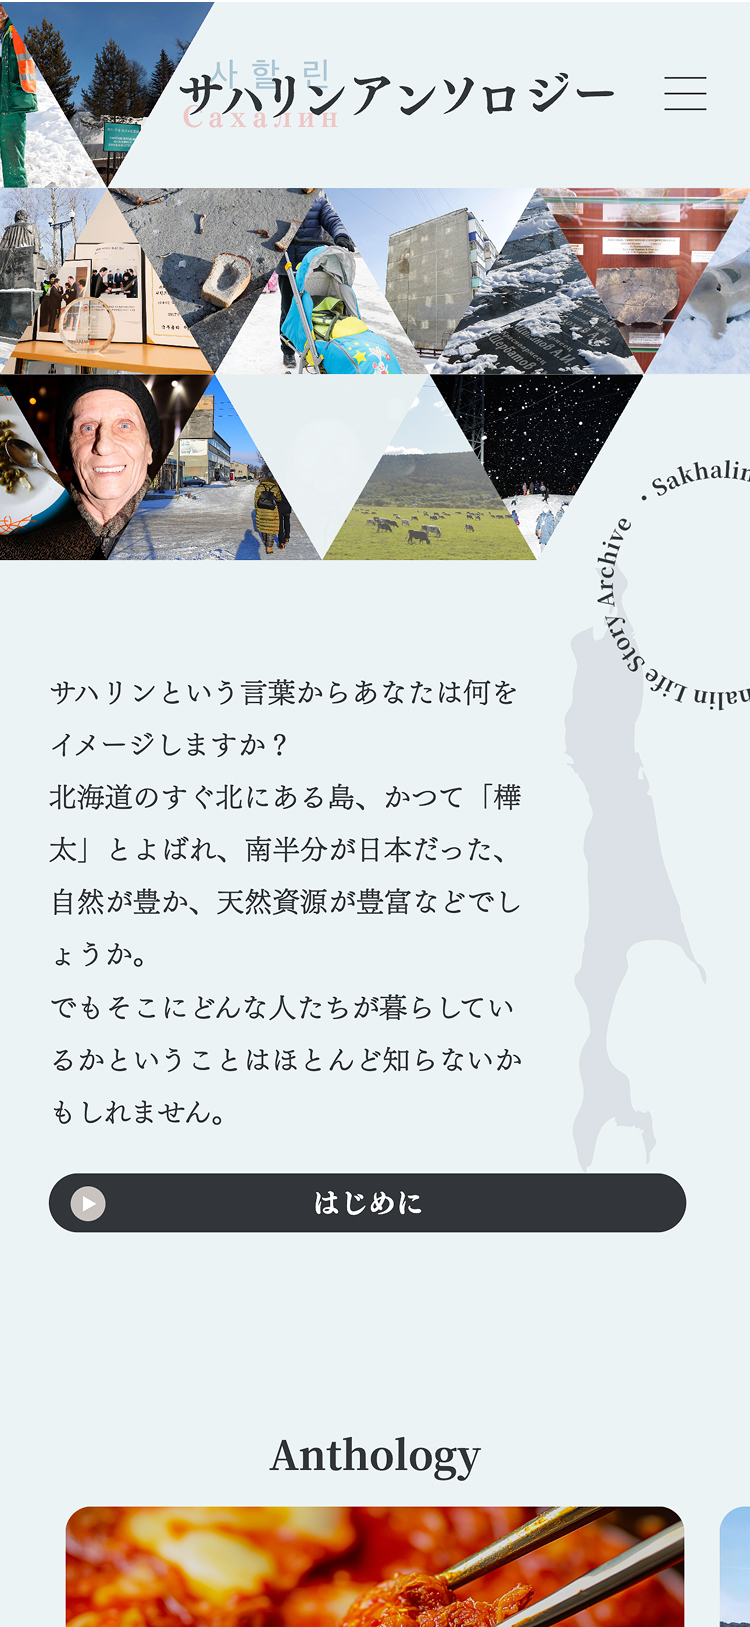 사할린
サハリンアンソロジー
Сахалин
・Sakhalin
Life Story Archive
サハリンという言葉からあなたは何を
イメージしますか？
北海道のすぐ北にある島、かつて「樺
太」とよばれ、南半分が日本だった、
自然が豊か、天然資源が豊富などでし
ょうか。
でもそこにどんな人たちが暮らしてい
るかということはほとんど知らないか
もしれません。
はじめに
Anthology